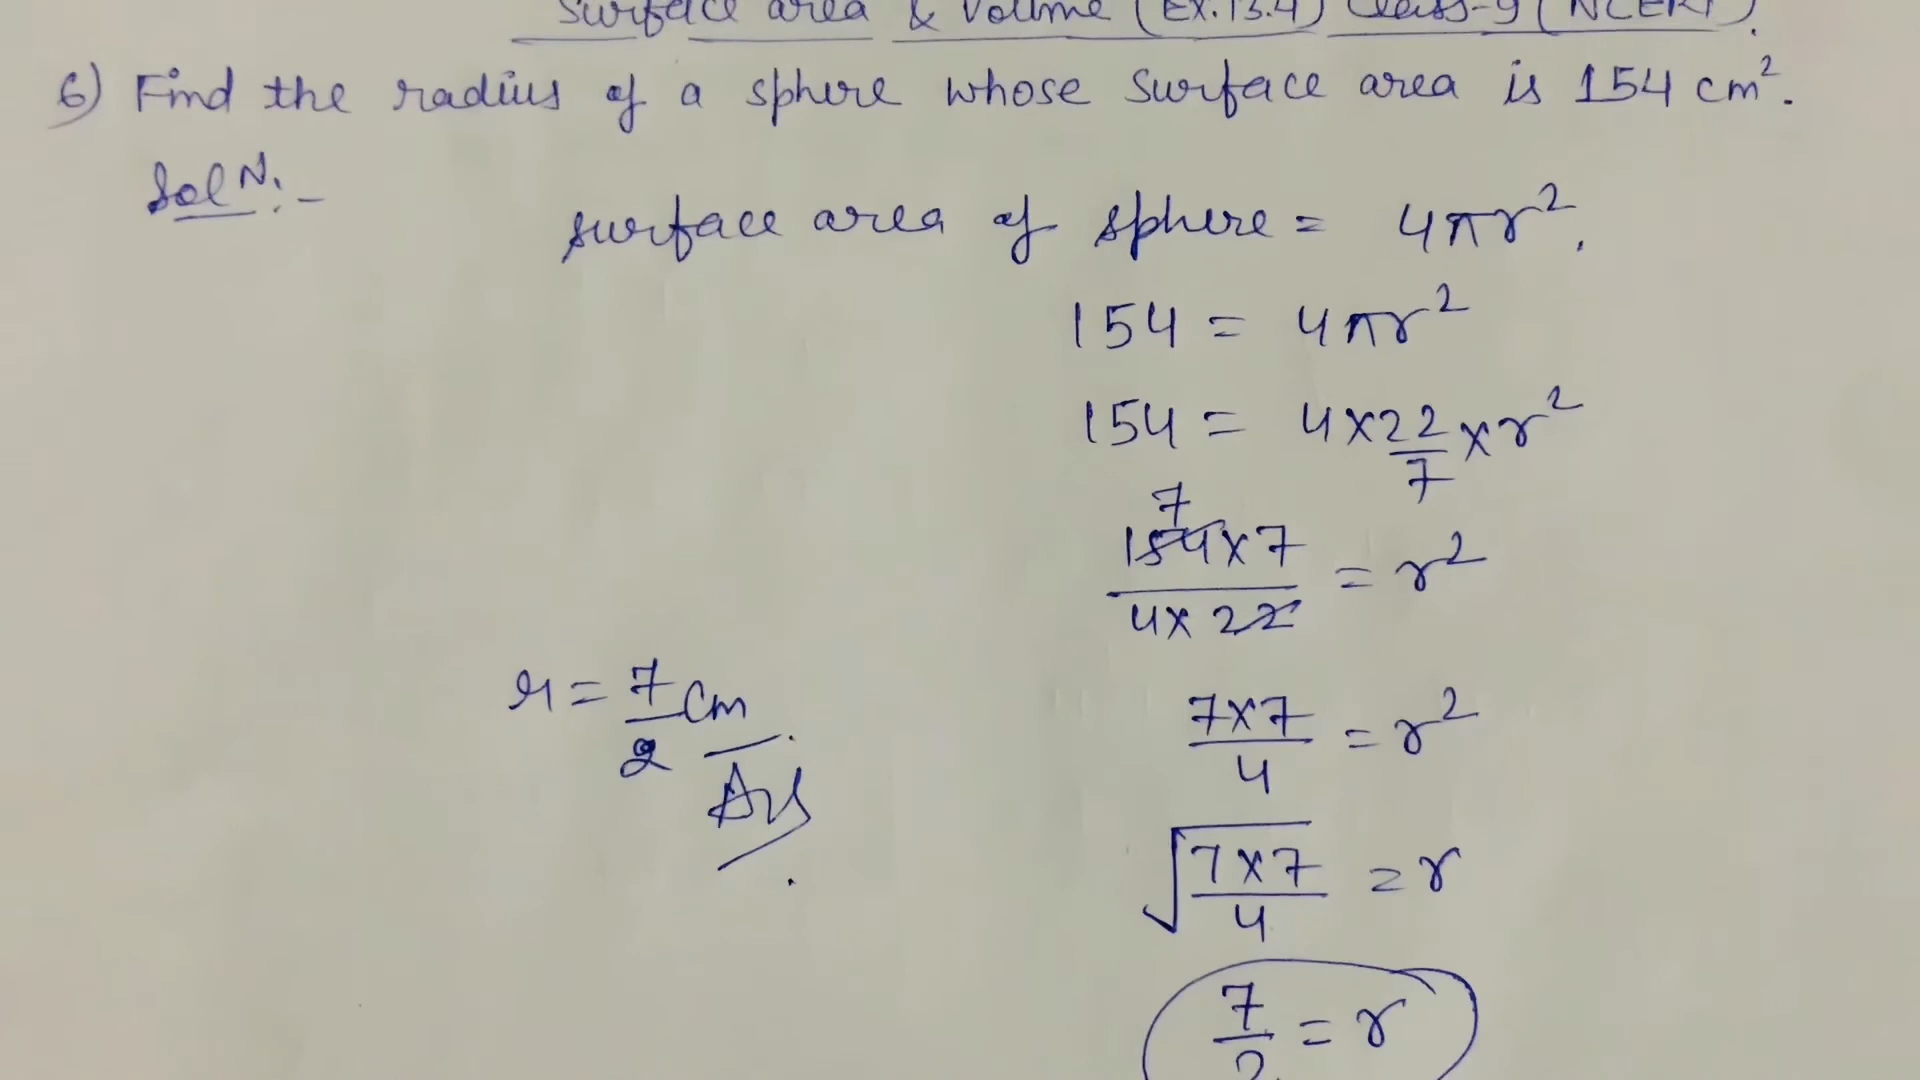 Surface area & Volume (Ex.13.4) Class-9 (NCERT).
6) Find the radius of a sphere whose surface area is 154 cm².
SolN:-
surface area of sphere = 4πr².
154 = 4πr²
154 = 4×22/7×r²
7
154×7/4×22 = r²
r = 7/2 cm
Ans
7×7/4 = r²
√7×7/4 = r
7/2 = r